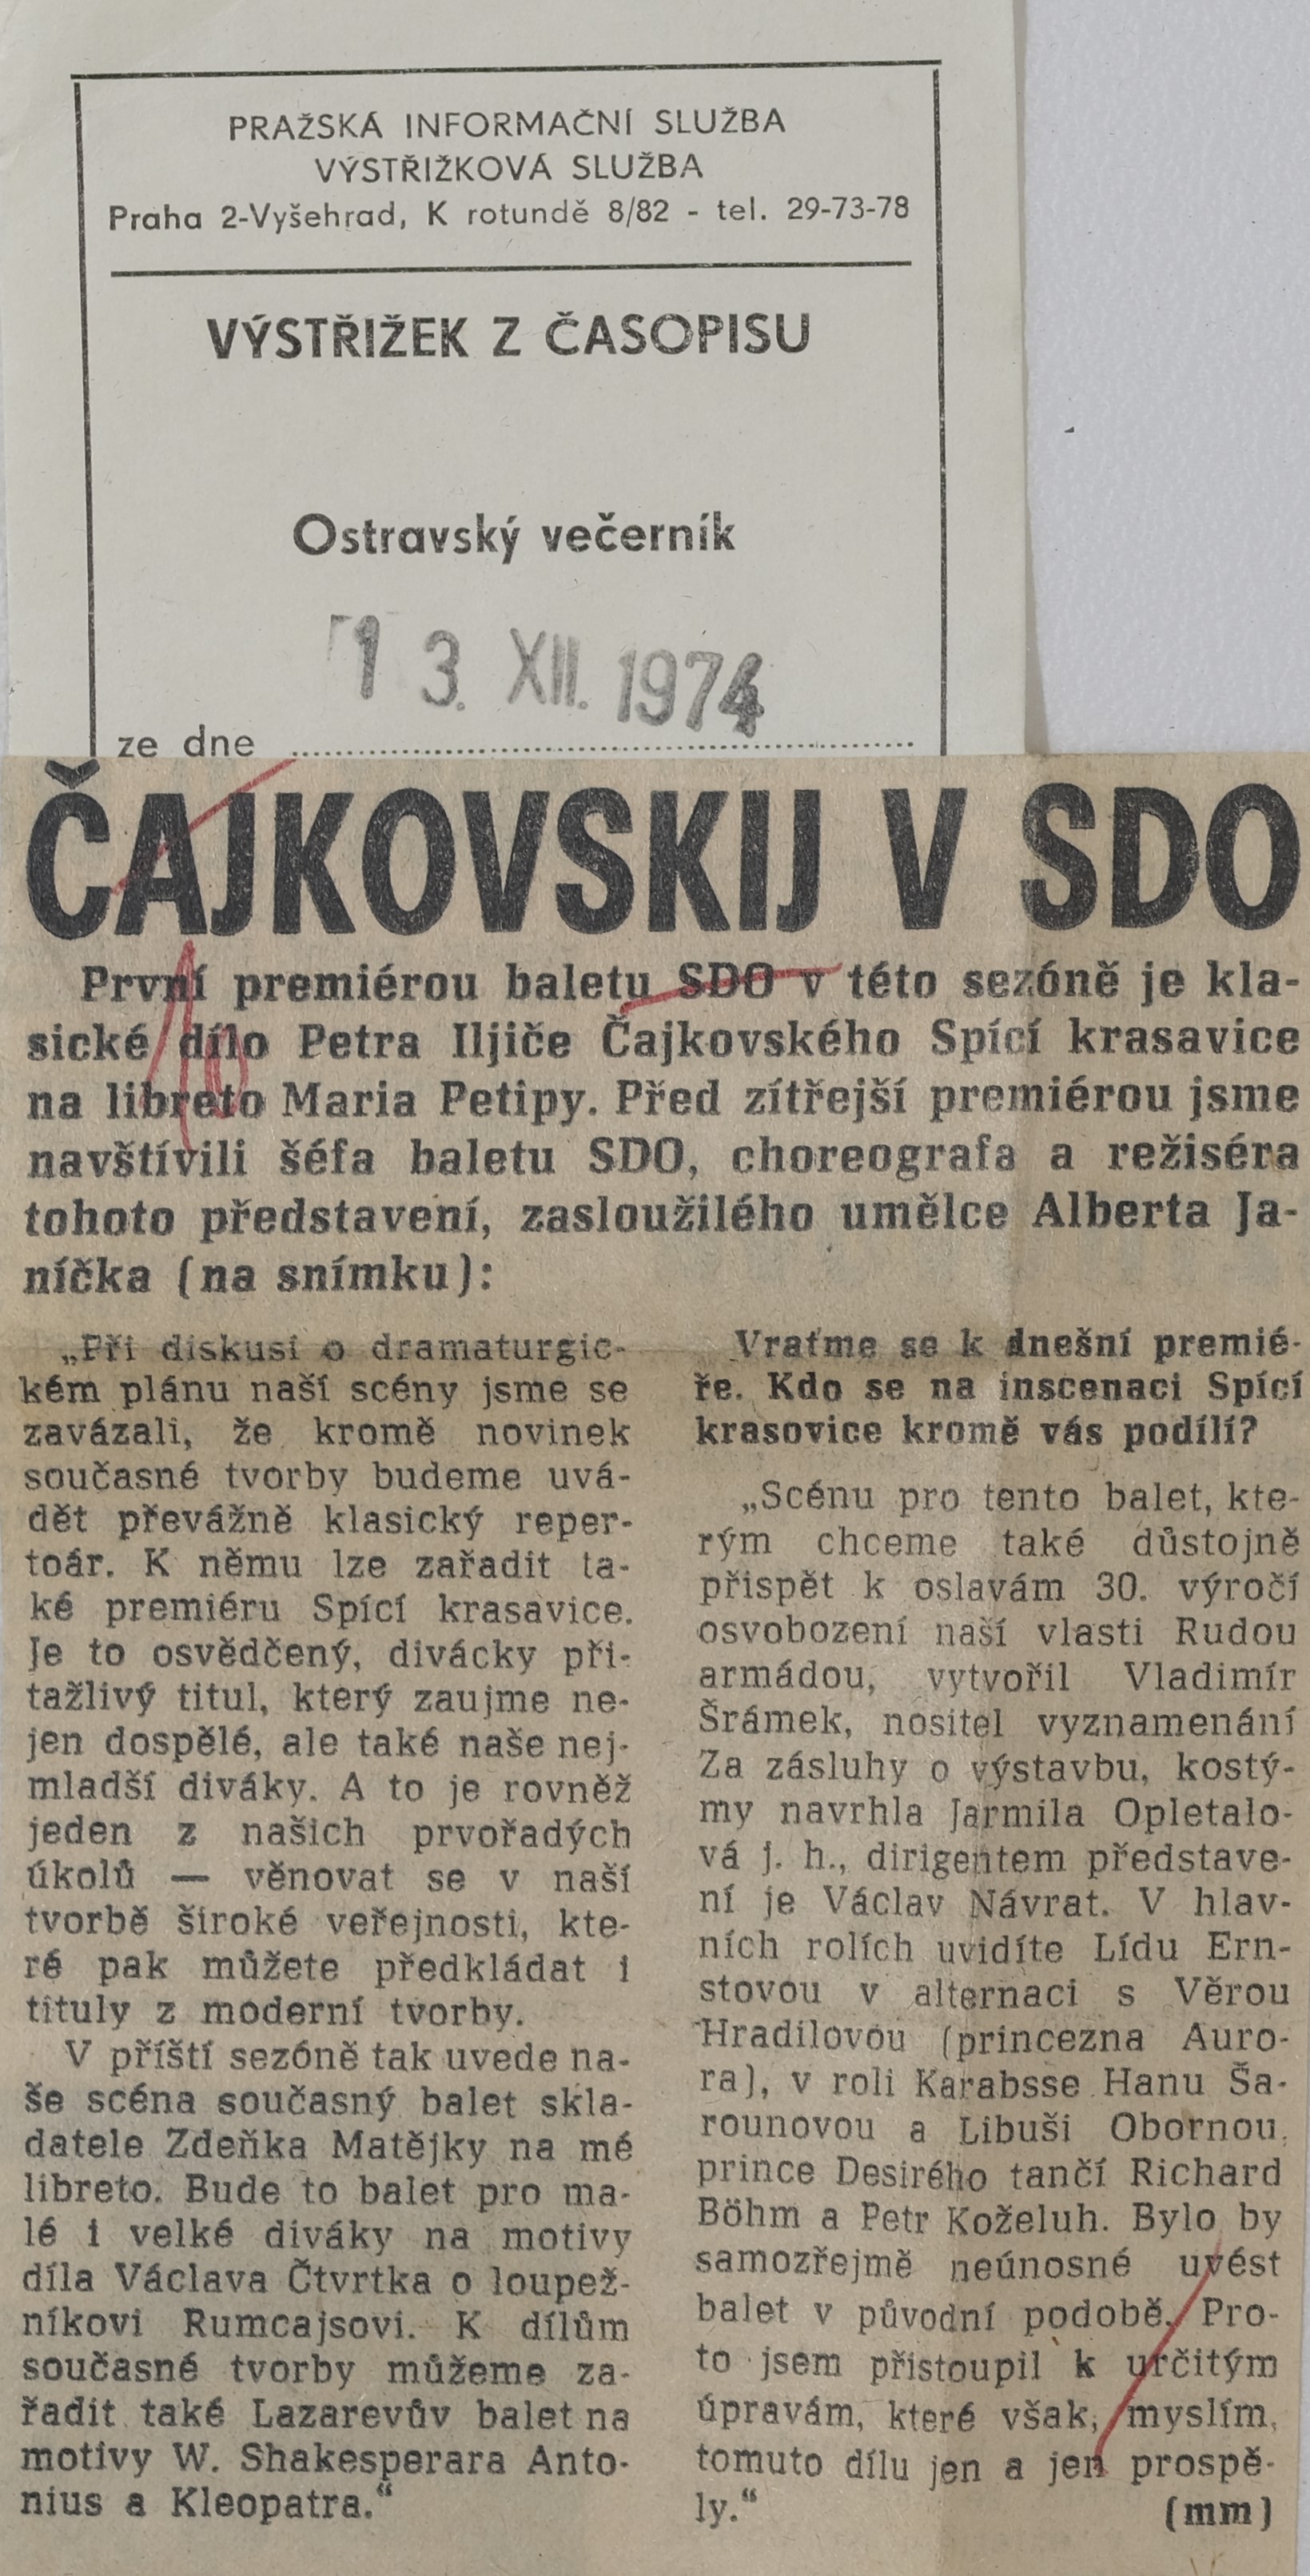 PRAŽSKÁ INFORMAČNÍ SLUŽBA
VÝSTŘIŽKOVÁ SLUŽBA
Praha 2-Vyšehrad, K rotundě 8/82 - tel. 29-73-78
VÝSTŘIŽEK Z ČASOPISU
Ostravský večerník
13. XII. 1974
ze dne
ČAJKOVSKIJ V SDO
První premiérou baletu SDO v této sezóně je kla-
sické dílo Petra Iljiče Čajkovského Spící krasavice
na libreto Maria Petipy. Před zítřejší premiérou jsme
navštívili šéfa baletu SDO, choreografa a režiséra
tohoto představení, zasloužilého umělce Alberta Ja-
níčka (na snímku):
„Při diskusi o dramaturgic-
kém plánu naší scény jsme se
zavázali, že kromě novinek
současné tvorby budeme uvá-
dět převážně klasický reper-
toár. K němu lze zařadit ta-
ké premiéru Spící krasavice.
Je to osvědčený, divácky při-
tažlivý titul, který zaujme ne-
jen dospělé, ale také naše nej-
mladší diváky. A to je rovněž
jeden z našich prvořadých
úkolů — věnovat se v naší
tvorbě široké veřejnosti, kte-
ré pak můžete předkládat i
tituly z moderní tvorby.
V příští sezóně tak uvede na-
še scéna současný balet skla-
datele Zdeňka Matějky na mé
libreto. Bude to balet pro ma-
lé i velké diváky na motivy
díla Václava Čtvrtka o loupež-
níkovi Rumcajsovi. K dílům
současné tvorby můžeme za-
řadit také Lazarevův balet na
motivy W. Shakesperara Anto-
nius a Kleopatra.“
Vraťme se k dnešní premié-
ře. Kdo se na inscenaci Spící
krasovice kromě vás podílí?
„Scénu pro tento balet, kte-
rým chceme také důstojně
přispět k oslavám 30. výročí
osvobození naší vlasti Rudou
armádou, vytvořil Vladimír
Šrámek, nositel vyznamenání
Za zásluhy o výstavbu, kostý-
my navrhla Jarmila Opletalo-
vá j. h., dirigentem představe-
ní je Václav Návrat. V hlav-
ních rolích uvidíte Lídu Ern-
stovou v alternaci s Věrou
Hradilovou (princezna Auro-
ra), v roli Karabsse Hanu Ša-
rounovou a Libuši Obornou,
prince Desirého tančí Richard
Böhm a Petr Koželuh. Bylo by
samozřejmě neúnosné uvést
balet v původní podobě. Pro-
to jsem přistoupil k určitým
úpravám, které však, myslím,
tomuto dílu jen a jen prospě-
ly.“
(mm)